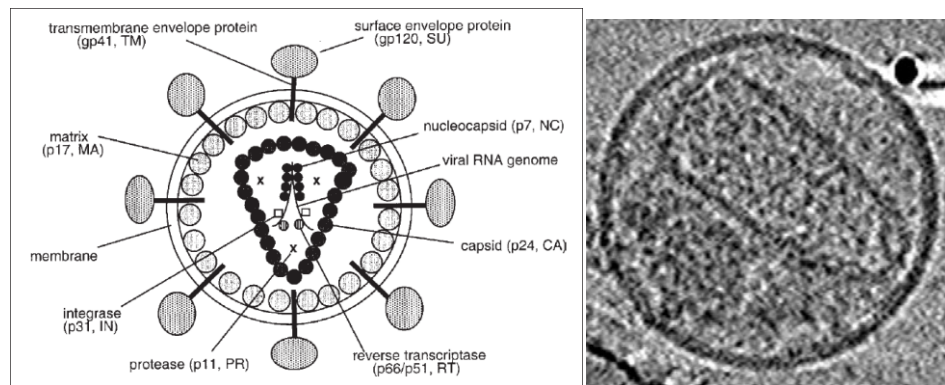 transmembrane envelope protein
(gp41, TM)
surface envelope protein
(gp120, SU)
matrix
(p17, MA)
nucleocapsid (p7, NC)
viral RNA genome
x x
membrane
capsid (p24, CA)
x
integrase
(p31, IN)
protease (p11, PR)
reverse transcriptase
(p66/p51, RT)